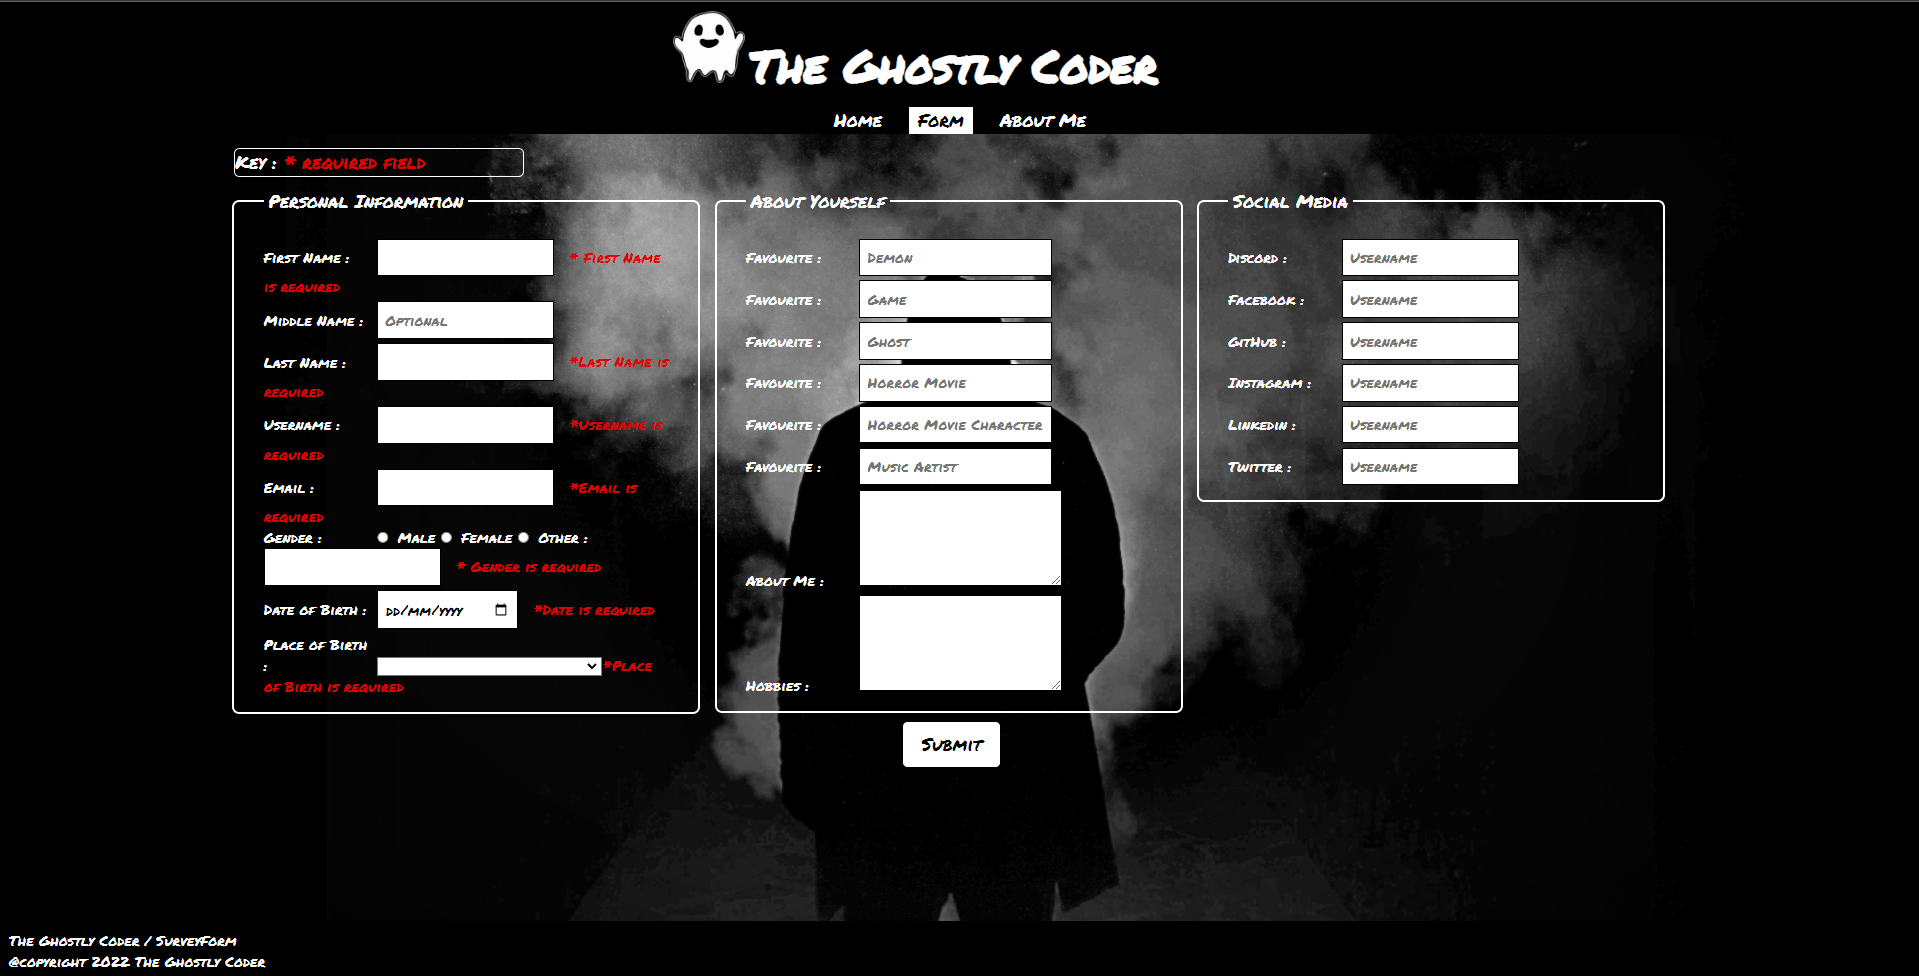 The Ghostly Coder
Home Form About Me
Key : * required field
Personal Information
First Name : * First Name
is required
Middle Name : Optional
Last Name : *Last Name is
required
Username : *Username is
required
Email : *Email is
required
Gender : Male Female Other :
* Gender is required
Date of Birth : dd/mm/yyyy *Date is required
Place of Birth
: *Place
of Birth is required
About Yourself
Favourite : Demon
Favourite : Game
Favourite : Ghost
Favourite : Horror Movie
Favourite : Horror Movie Character
Favourite : Music Artist
About Me :
Hobbies :
Social Media
Discord : Username
Facebook : Username
GitHub : Username
Instagram : Username
Linkedin : Username
Twitter : Username
Submit
The Ghostly Coder / SurveyForm
@copyright 2022 The Ghostly Coder